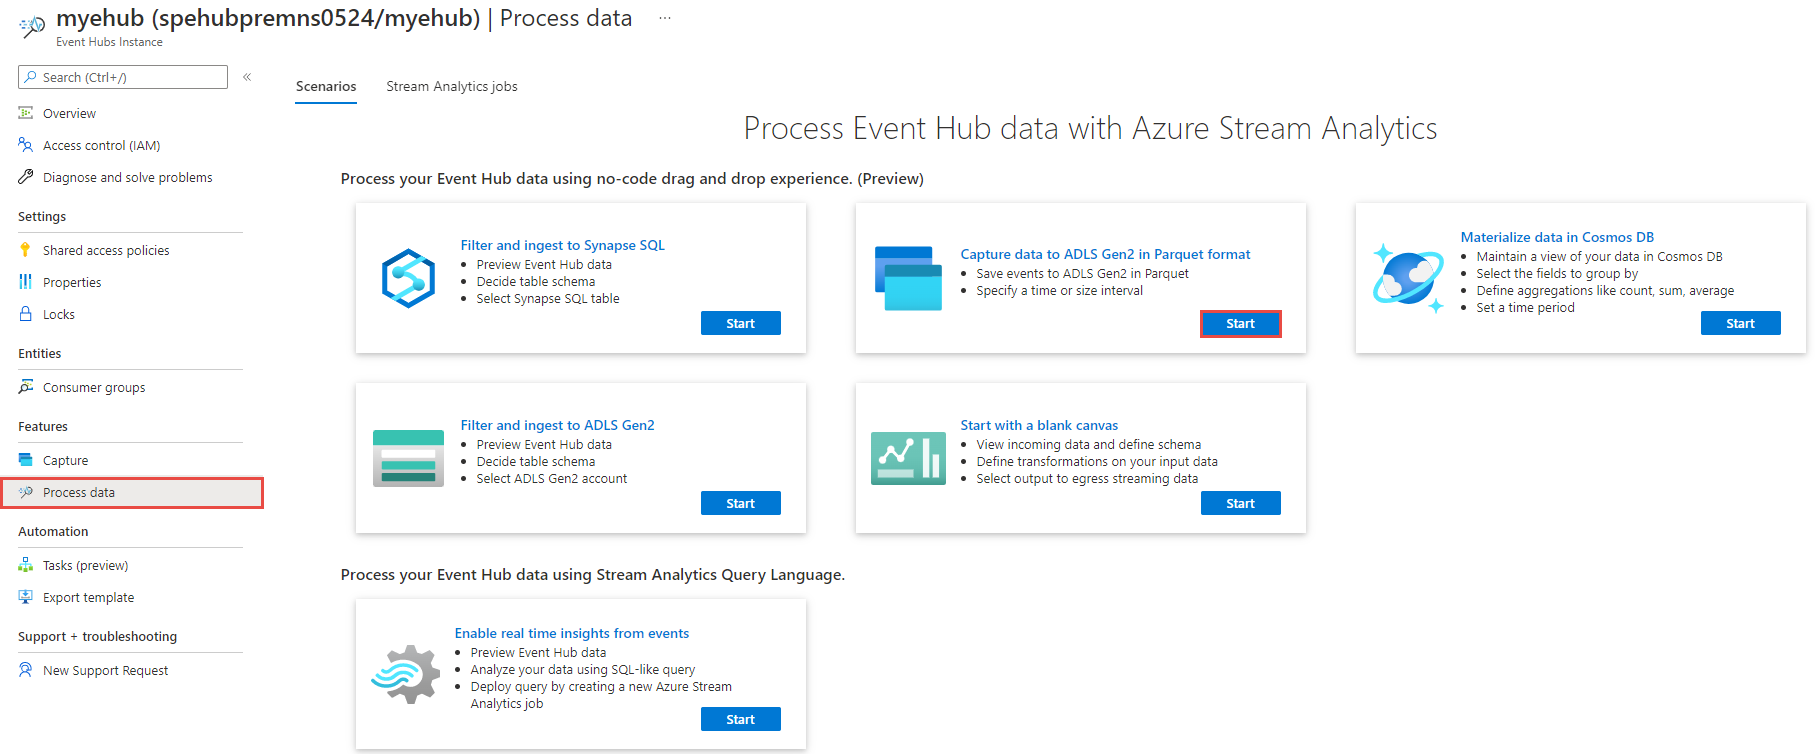 myehub (spehubpremns0524/myehub) | Process data ...
Event Hubs Instance
Search (Ctrl+/)
«
Overview
Access control (IAM)
Diagnose and solve problems
Settings
Shared access policies
Properties
Locks
Entities
Consumer groups
Features
Capture
Process data
Automation
Tasks (preview)
Export template
Support + troubleshooting
New Support Request
Scenarios
Stream Analytics jobs
Process Event Hub data with Azure Stream Analytics
Process your Event Hub data using no-code drag and drop experience. (Preview)
Filter and ingest to Synapse SQL
• Preview Event Hub data
• Decide table schema
• Select Synapse SQL table
Start
Capture data to ADLS Gen2 in Parquet format
• Save events to ADLS Gen2 in Parquet
• Specify a time or size interval
Start
Materialize data in Cosmos DB
• Maintain a view of your data in Cosmos DB
• Select the fields to group by
• Define aggregations like count, sum, average
• Set a time period
Start
Filter and ingest to ADLS Gen2
• Preview Event Hub data
• Decide table schema
• Select ADLS Gen2 account
Start
Start with a blank canvas
• View incoming data and define schema
• Define transformations on your input data
• Select output to egress streaming data
Start
Process your Event Hub data using Stream Analytics Query Language.
Enable real time insights from events
• Preview Event Hub data
• Analyze your data using SQL-like query
• Deploy query by creating a new Azure Stream
Analytics job
Start